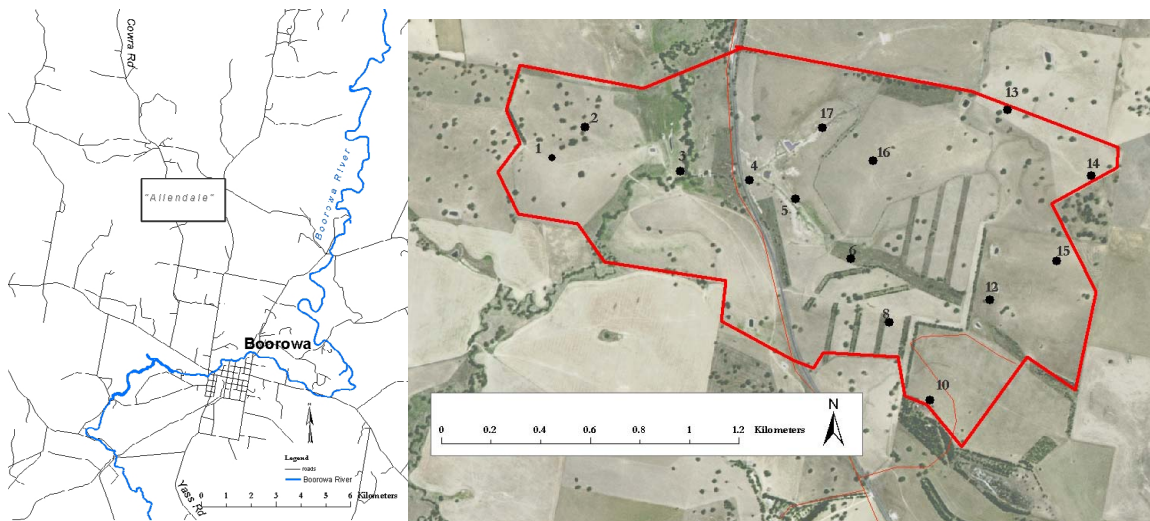 Cowra Rd
"Allendale"
Boorowa River
Boorowa
Legend
roads
Boorowa River
Yass Rd
0 1 2 3 4 5 6 Kilometers
13
2
17
1
16
3
14
4
5
6
15
12
8
10
N
0 0.2 0.4 0.6 0.8 1 1.2 Kilometers